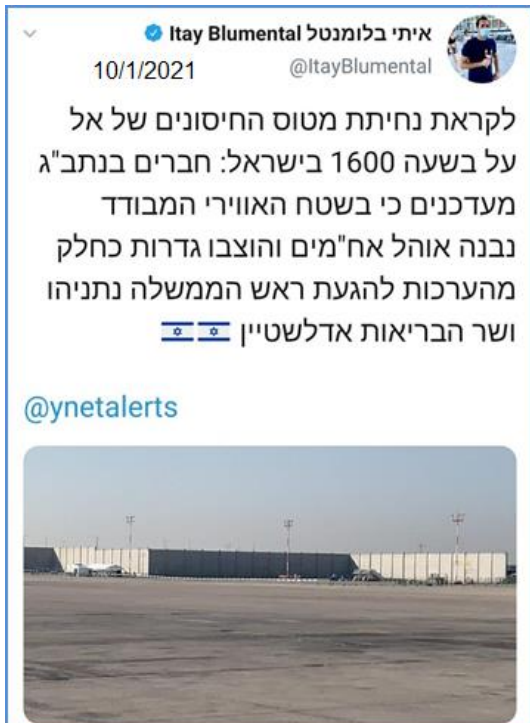 איתי בלומנטל Itay Blumental
@ItayBlumental
10/1/2021
לקראת נחיתת מטוס החיסונים של אל
על בשעה 1600 בישראל: חברים בנתב"ג
מעדכנים כי בשטח האווירי המבודד
נבנה אוהל אח"מים והוצבו גדרות כחלק
מהערכות להגעת ראש הממשלה נתניהו
ושר הבריאות אדלשטיין 🇮🇱🇮🇱
@ynetalerts